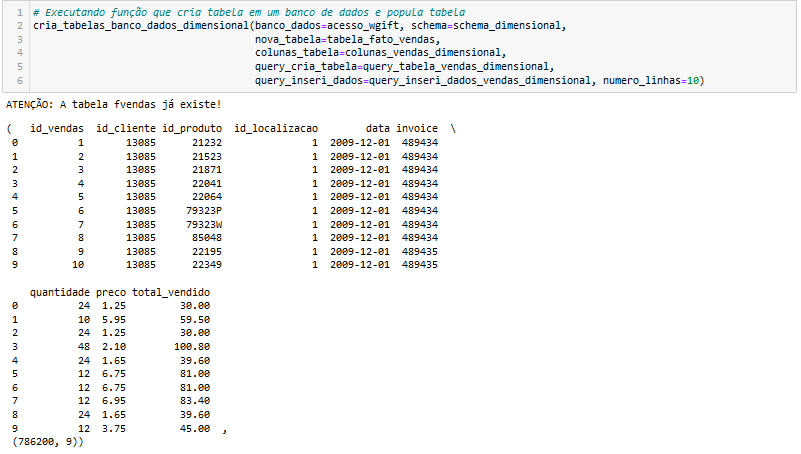 1 # Executando função que cria tabela em um banco de dados e popula tabela
2 cria_tabelas_banco_dados_dimensional(banco_dados=acesso_wgift, schema=schema_dimensional,
3 nova_tabela=tabela_fato_vendas,
4 colunas_tabela=colunas_vendas_dimensional,
5 query_cria_tabela=query_tabela_vendas_dimensional,
6 query_inseri_dados=query_inseri_dados_vendas_dimensional, numero_linhas=10)
ATENÇÃO: A tabela fvendas já existe!
( id_vendas id_cliente id_produto id_localizacao data invoice \
0 1 13085 21232 1 2009-12-01 489434
1 2 13085 21523 1 2009-12-01 489434
2 3 13085 21871 1 2009-12-01 489434
3 4 13085 22041 1 2009-12-01 489434
4 5 13085 22064 1 2009-12-01 489434
5 6 13085 79323P 1 2009-12-01 489434
6 7 13085 79323W 1 2009-12-01 489434
7 8 13085 85048 1 2009-12-01 489434
8 9 13085 22195 1 2009-12-01 489435
9 10 13085 22349 1 2009-12-01 489435
quantidade preco total_vendido
0 24 1.25 30.00
1 10 5.95 59.50
2 24 1.25 30.00
3 48 2.10 100.80
4 24 1.65 39.60
5 12 6.75 81.00
6 12 6.75 81.00
7 12 6.95 83.40
8 24 1.65 39.60
9 12 3.75 45.00 ,
(786200, 9))